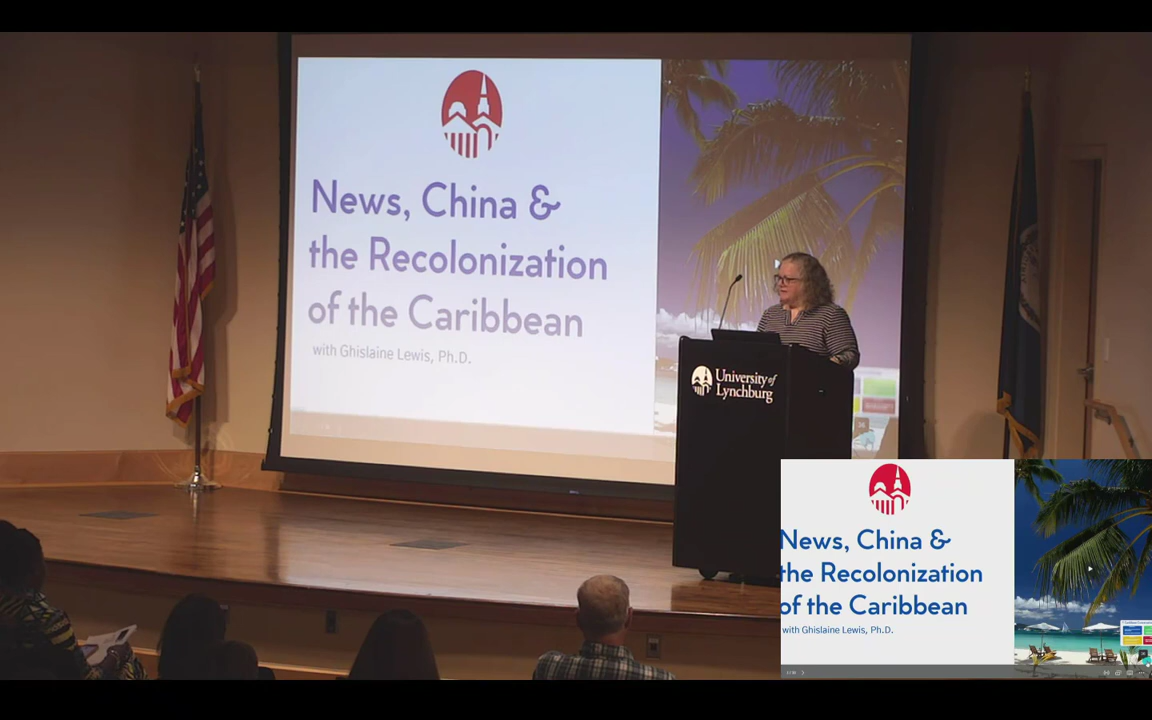 News, China &
the Recolonization
of the Caribbean
with Ghislaine Lewis, Ph.D.
University of
Lynchburg
36
News, China &
the Recolonization
of the Caribbean
with Ghislaine Lewis, Ph.D.